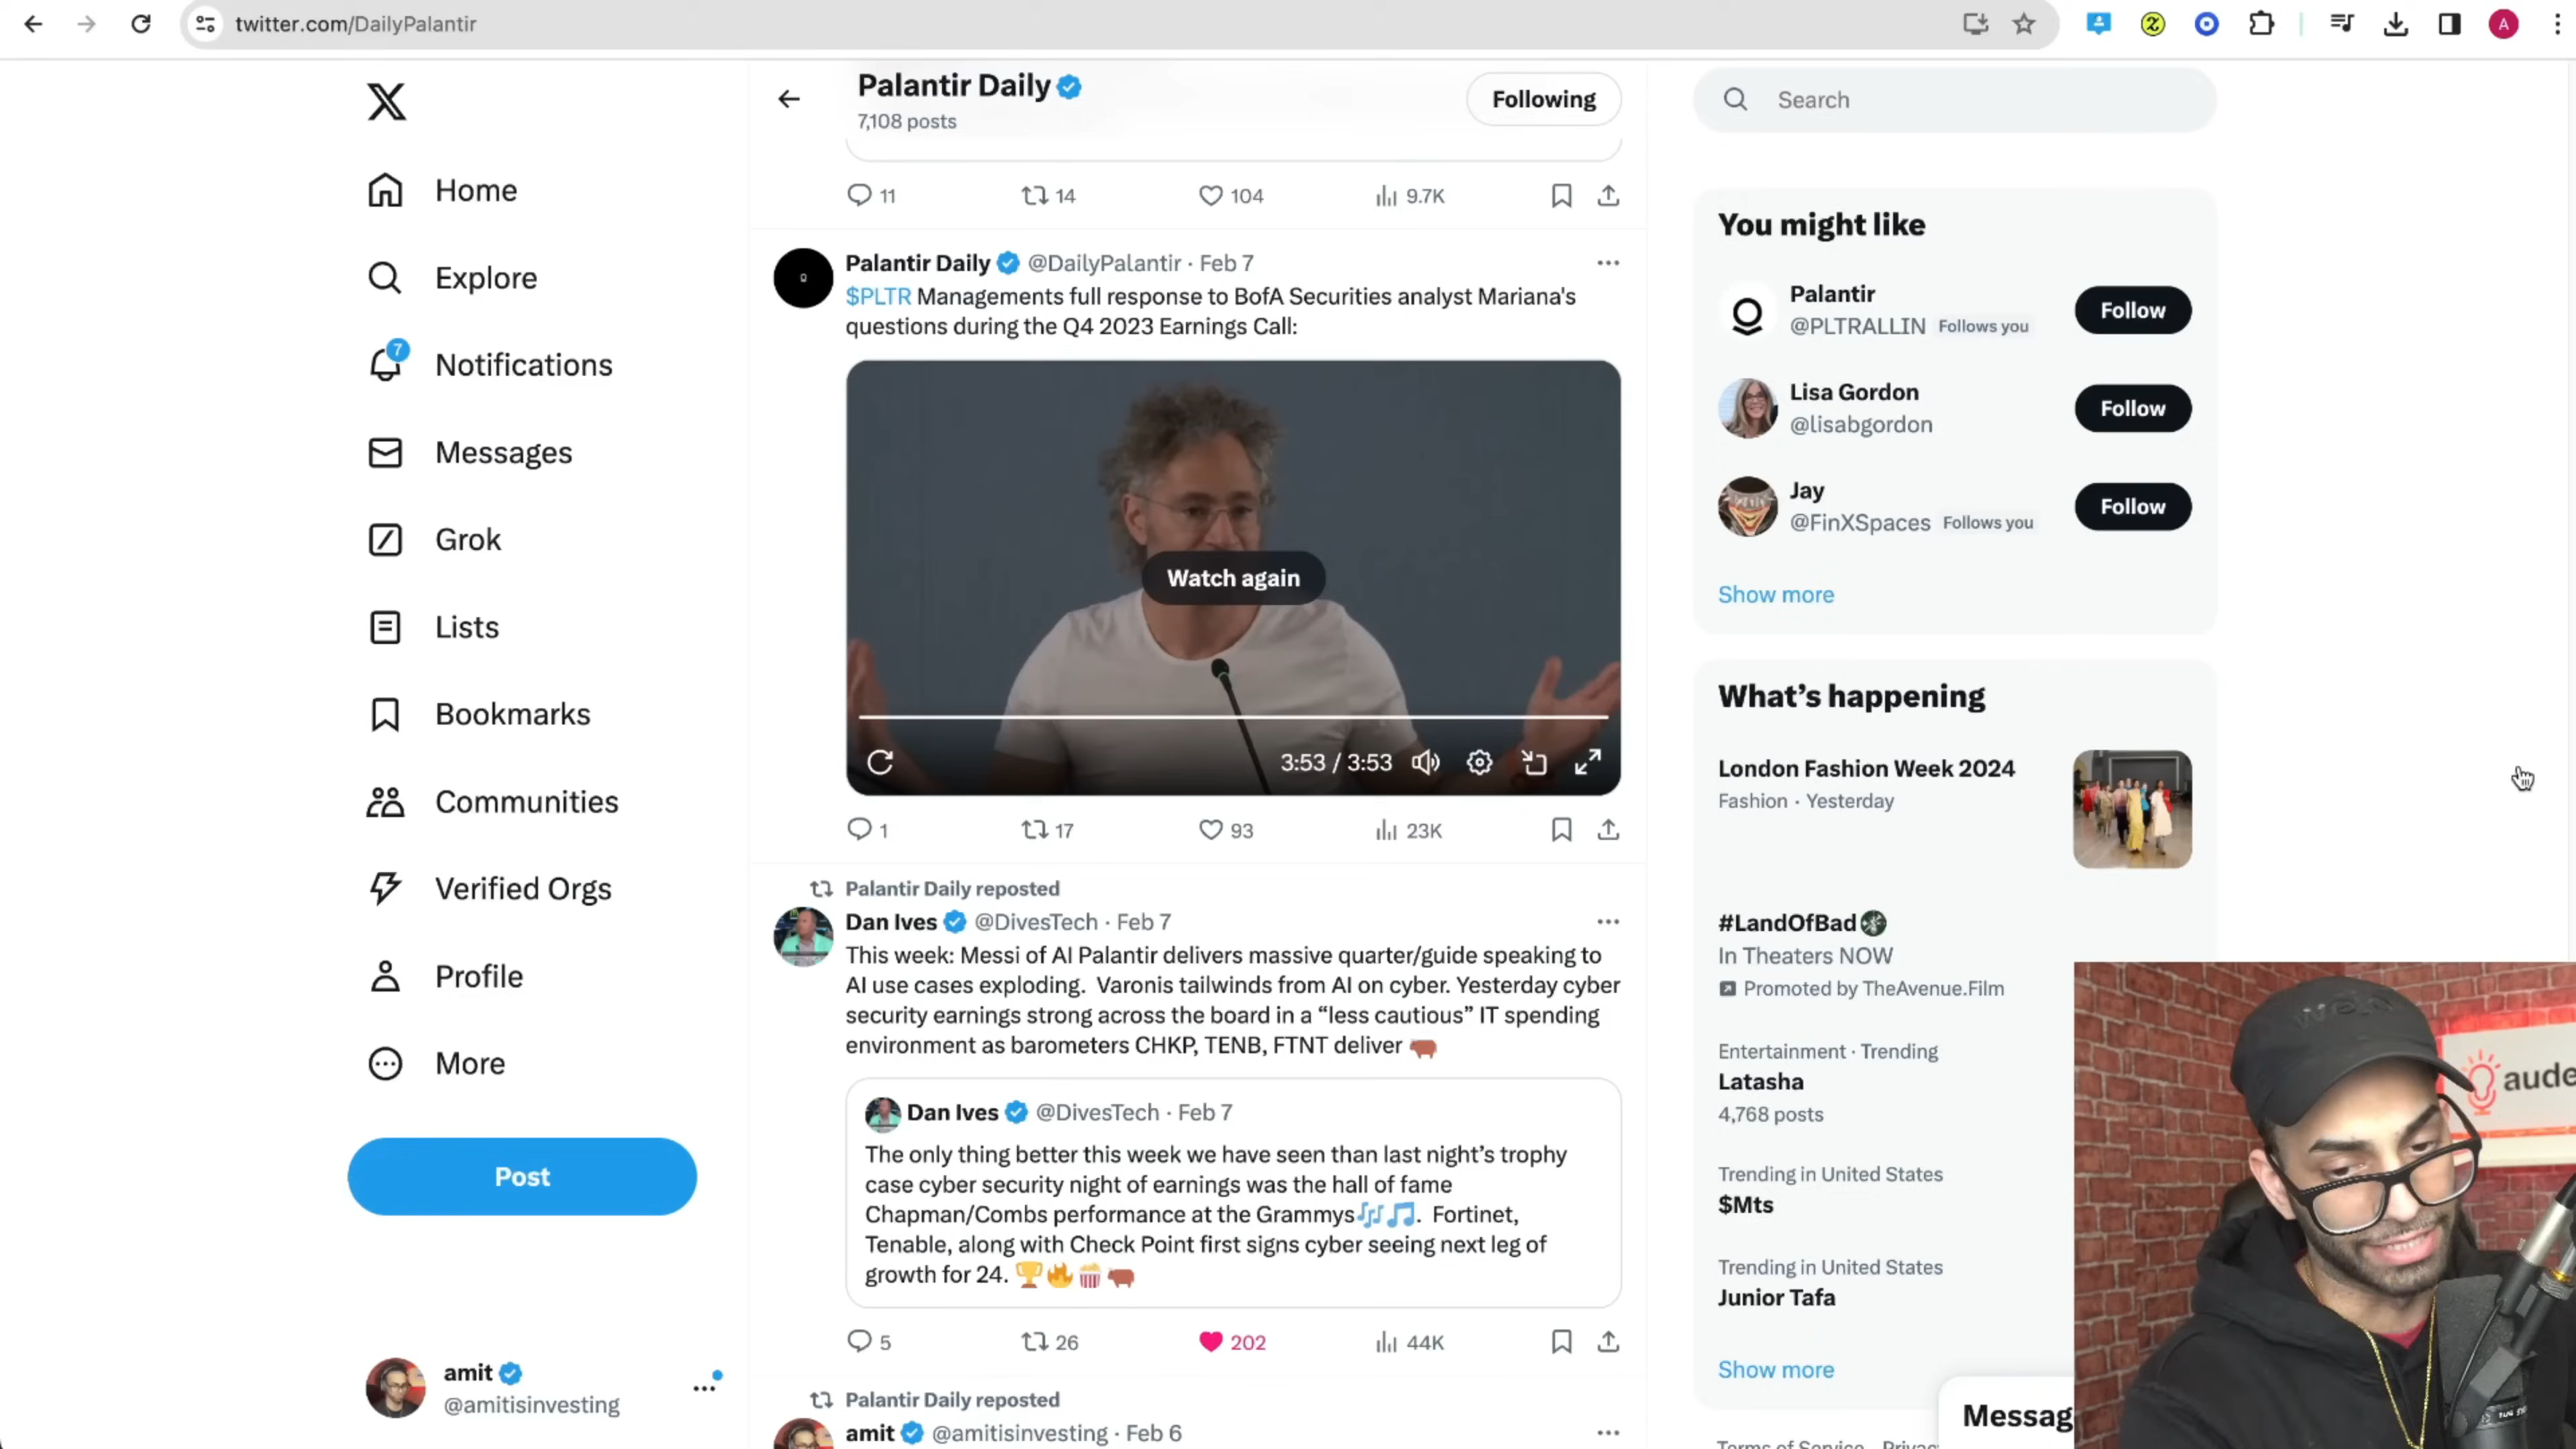 twitter.com/DailyPalantir
A
Home
Explore
7
Notifications
Messages
Grok
Lists
Bookmarks
Communities
Verified Orgs
Profile
More
Post
amit
@amitisinvesting
Palantir Daily
7,108 posts
Following
11 14 104 9.7K
Palantir Daily @DailyPalantir · Feb 7
$PLTR Managements full response to BofA Securities analyst Mariana's
questions during the Q4 2023 Earnings Call:
Watch again
3:53 / 3:53
1 17 93 23K
Palantir Daily reposted
Dan Ives @DivesTech · Feb 7
This week: Messi of AI Palantir delivers massive quarter/guide speaking to
AI use cases exploding. Varonis tailwinds from AI on cyber. Yesterday cyber
security earnings strong across the board in a “less cautious” IT spending
environment as barometers CHKP, TENB, FTNT deliver 🐂
Dan Ives @DivesTech · Feb 7
The only thing better this week we have seen than last night’s trophy
case cyber security night of earnings was the hall of fame
Chapman/Combs performance at the Grammys🎶🎵. Fortinet,
Tenable, along with Check Point first signs cyber seeing next leg of
growth for 24. 🏆🔥🍿🐂
5 26 202 44K
Palantir Daily reposted
amit @amitisinvesting · Feb 6
Search
You might like
Palantir
@PLTRALLIN Follows you
Follow
Lisa Gordon
@lisabgordon
Follow
Jay
@FinXSpaces Follows you
Follow
Show more
What’s happening
London Fashion Week 2024
Fashion · Yesterday
#LandOfBad
In Theaters NOW
Promoted by TheAvenue.Film
Entertainment · Trending
Latasha
4,768 posts
Trending in United States
$Mts
Trending in United States
Junior Tafa
Show more
Messag
aude